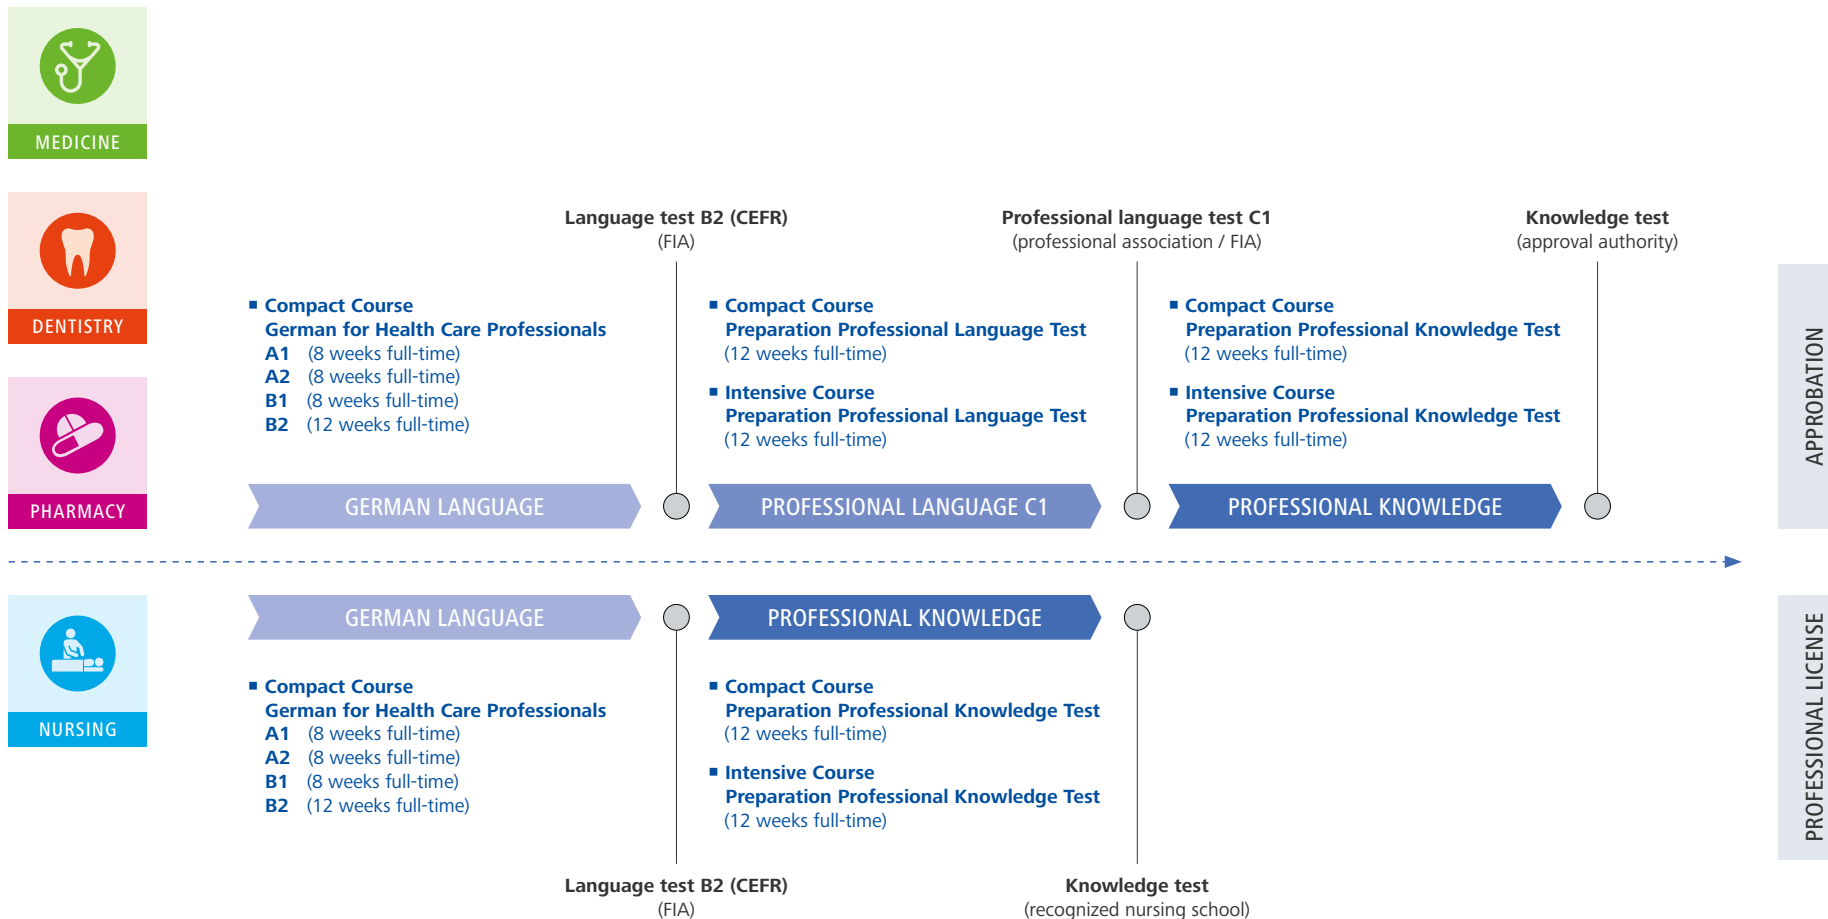 MEDICINE
DENTISTRY
PHARMACY
Language test B2 (CEFR)
(FIA)
Professional language test C1
(professional association / FIA)
Knowledge test
(approval authority)
▪ Compact Course
German for Health Care Professionals
A1 (8 weeks full-time)
A2 (8 weeks full-time)
B1 (8 weeks full-time)
B2 (12 weeks full-time)
▪ Compact Course
Preparation Professional Language Test
(12 weeks full-time)
▪ Intensive Course
Preparation Professional Language Test
(12 weeks full-time)
▪ Compact Course
Preparation Professional Knowledge Test
(12 weeks full-time)
▪ Intensive Course
Preparation Professional Knowledge Test
(12 weeks full-time)
GERMAN LANGUAGE
PROFESSIONAL LANGUAGE C1
PROFESSIONAL KNOWLEDGE
APPROBATION
NURSING
GERMAN LANGUAGE
PROFESSIONAL KNOWLEDGE
▪ Compact Course
German for Health Care Professionals
A1 (8 weeks full-time)
A2 (8 weeks full-time)
B1 (8 weeks full-time)
B2 (12 weeks full-time)
▪ Compact Course
Preparation Professional Knowledge Test
(12 weeks full-time)
▪ Intensive Course
Preparation Professional Knowledge Test
(12 weeks full-time)
Language test B2 (CEFR)
(FIA)
Knowledge test
(recognized nursing school)
PROFESSIONAL LICENSE